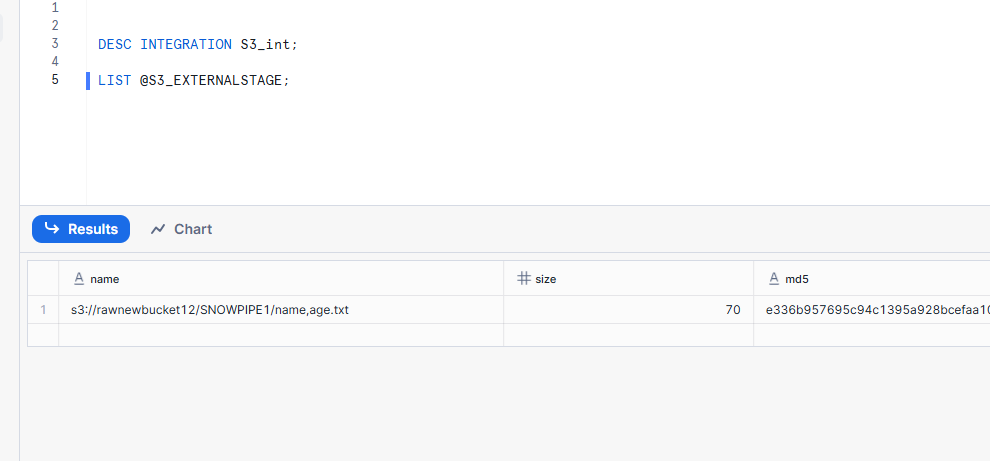 1
2
3 DESC INTEGRATION S3_int;
4
5 LIST @S3_EXTERNALSTAGE;
Results Chart
name size md5
1 s3://rawnewbucket12/SNOWPIPE1/name,age.txt 70 e336b957695c94c1395a928bcefaa10